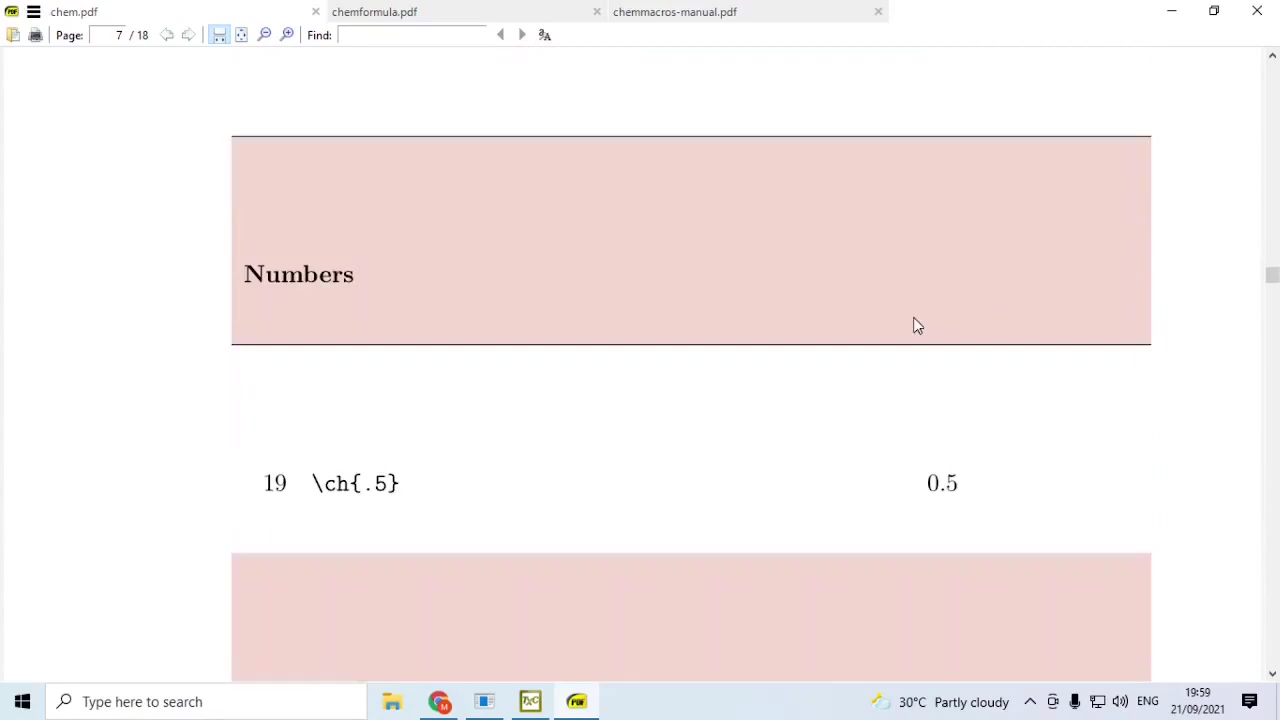 chem.pdf chemformula.pdf chemmacros-manual.pdf
Page: 7 / 18 Find:
Numbers
19 \ch{.5} 0.5
Type here to search
30°C Partly cloudy ENG 19:59
21/09/2021